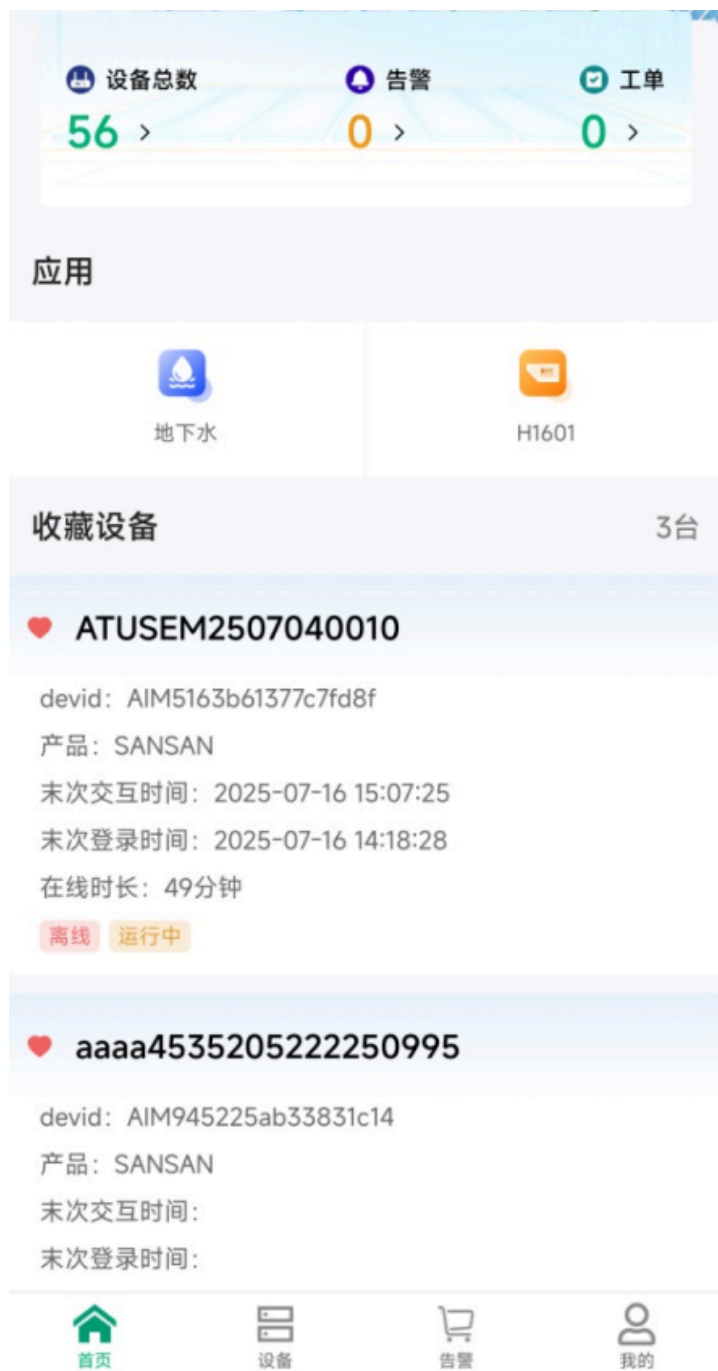 设备总数 告警 工单
56 > 0 > 0 >
应用
地下水 H1601
收藏设备 3台
ATUSEM2507040010
devid：AIM5163b61377c7fd8f
产品：SANSAN
末次交互时间：2025-07-16 15:07:25
末次登录时间：2025-07-16 14:18:28
在线时长：49分钟
离线 运行中
aaaa4535205222250995
devid：AIM945225ab33831c14
产品：SANSAN
末次交互时间：
末次登录时间：
首页 设备 告警 我的